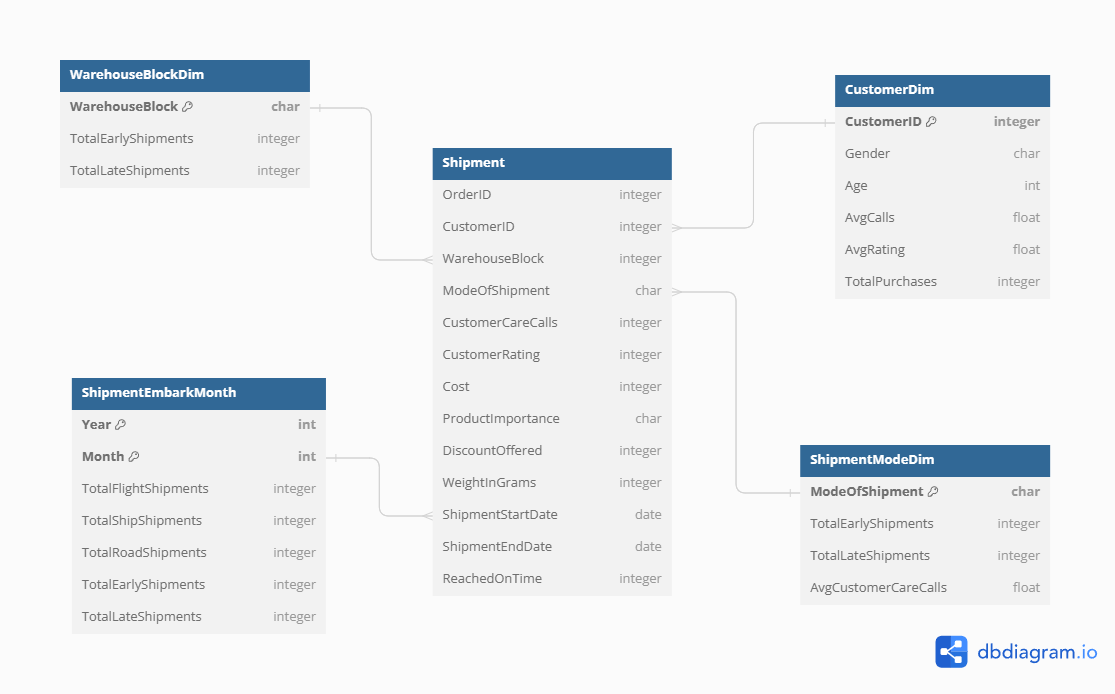 WarehouseBlockDim
WarehouseBlock char
TotalEarlyShipments integer
TotalLateShipments integer
CustomerDim
CustomerID integer
Gender char
Age int
AvgCalls float
AvgRating float
TotalPurchases integer
Shipment
OrderID integer
CustomerID integer
WarehouseBlock integer
ModeOfShipment char
CustomerCareCalls integer
CustomerRating integer
Cost integer
ProductImportance char
DiscountOffered integer
WeightInGrams integer
ShipmentStartDate date
ShipmentEndDate date
ReachedOnTime integer
ShipmentEmbarkMonth
Year int
Month int
TotalFlightShipments integer
TotalShipShipments integer
TotalRoadShipments integer
TotalEarlyShipments integer
TotalLateShipments integer
ShipmentModeDim
ModeOfShipment char
TotalEarlyShipments integer
TotalLateShipments integer
AvgCustomerCareCalls float
dbdiagram.io